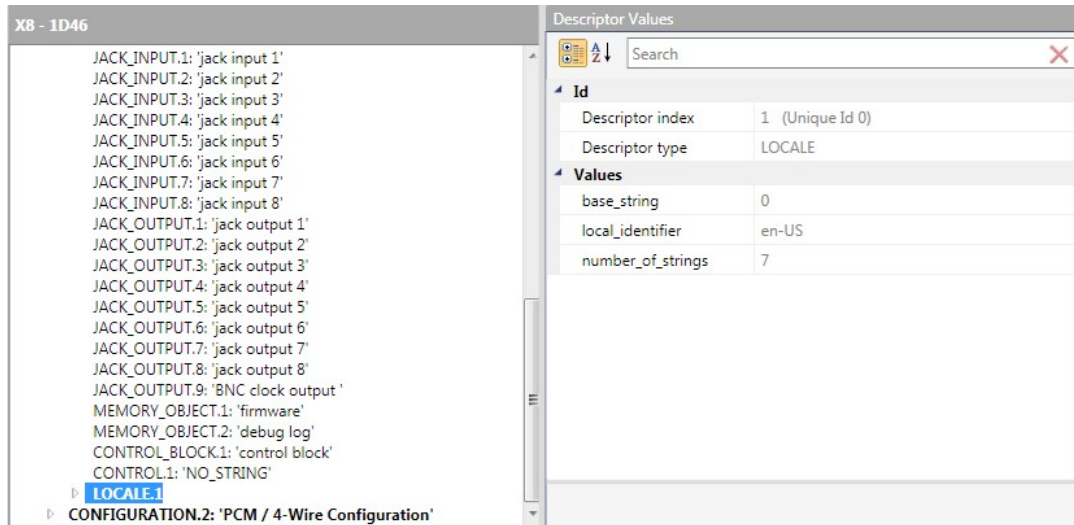 X8 - 1D46
JACK_INPUT.1: 'jack input 1'
JACK_INPUT.2: 'jack input 2'
JACK_INPUT.3: 'jack input 3'
JACK_INPUT.4: 'jack input 4'
JACK_INPUT.5: 'jack input 5'
JACK_INPUT.6: 'jack input 6'
JACK_INPUT.7: 'jack input 7'
JACK_INPUT.8: 'jack input 8'
JACK_OUTPUT.1: 'jack output 1'
JACK_OUTPUT.2: 'jack output 2'
JACK_OUTPUT.3: 'jack output 3'
JACK_OUTPUT.4: 'jack output 4'
JACK_OUTPUT.5: 'jack output 5'
JACK_OUTPUT.6: 'jack output 6'
JACK_OUTPUT.7: 'jack output 7'
JACK_OUTPUT.8: 'jack output 8'
JACK_OUTPUT.9: 'BNC clock output '
MEMORY_OBJECT.1: 'firmware'
MEMORY_OBJECT.2: 'debug log'
CONTROL_BLOCK.1: 'control block'
CONTROL.1: 'NO_STRING'
LOCALE.1
CONFIGURATION.2: 'PCM / 4-Wire Configuration'
Descriptor Values
Search
Id
Descriptor index 1 (Unique Id 0)
Descriptor type LOCALE
Values
base_string 0
local_identifier en-US
number_of_strings 7